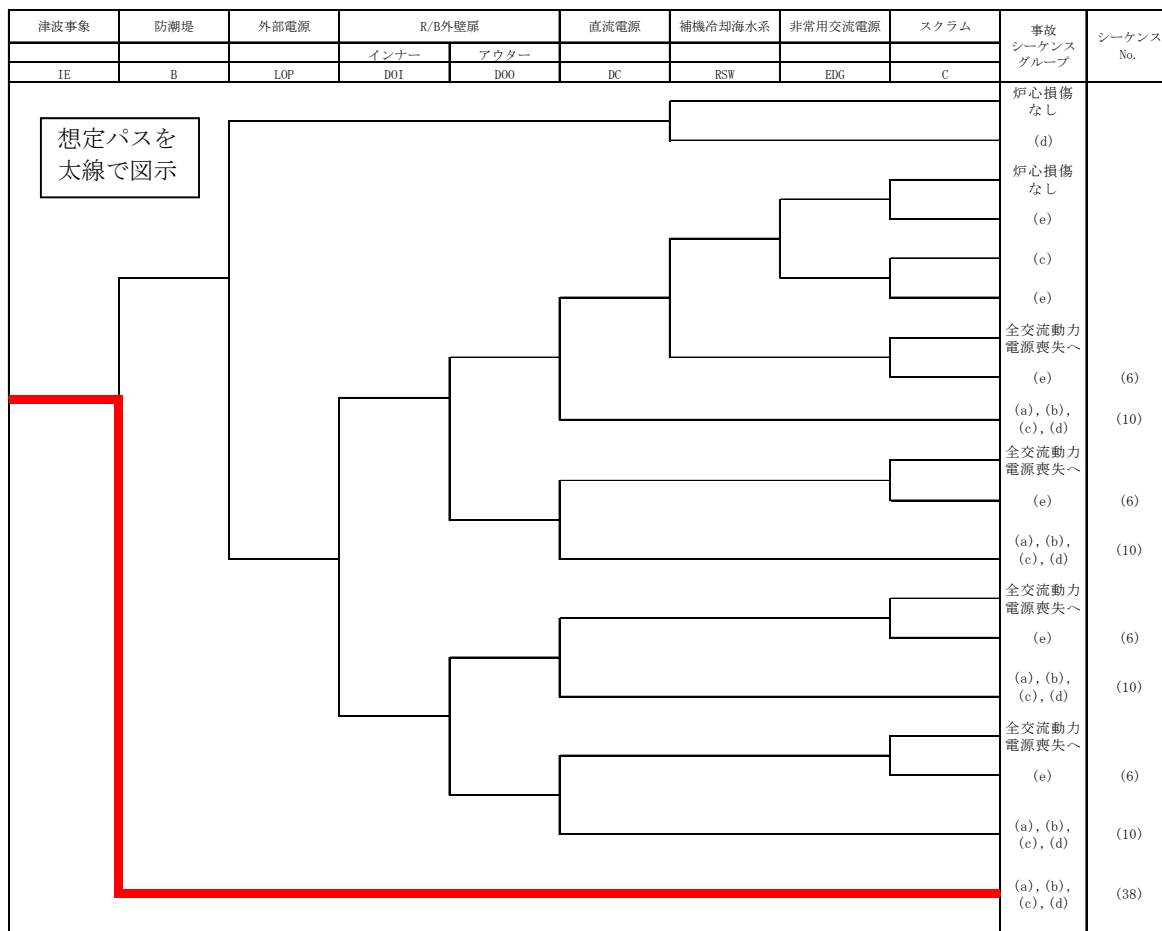 津波事象 防潮堤 外部電源 R/B外壁扉 直流電源 補機冷却海水系 非常用交流電源 スクラム 事故シーケンスグループ シーケンスNo.
インナー アウター
IE B LOP DOI DOO DC RSW EDG C
想定パスを
太線で図示
炉心損傷
なし
(d)
炉心損傷
なし
(e)
(c)
(e)
全交流動力
電源喪失へ
(e) (6)
(a), (b),
(c), (d) (10)
全交流動力
電源喪失へ
(e) (6)
(a), (b),
(c), (d) (10)
全交流動力
電源喪失へ
(e) (6)
(a), (b),
(c), (d) (10)
全交流動力
電源喪失へ
(e) (6)
(a), (b),
(c), (d) (10)
(a), (b),
(c), (d) (38)